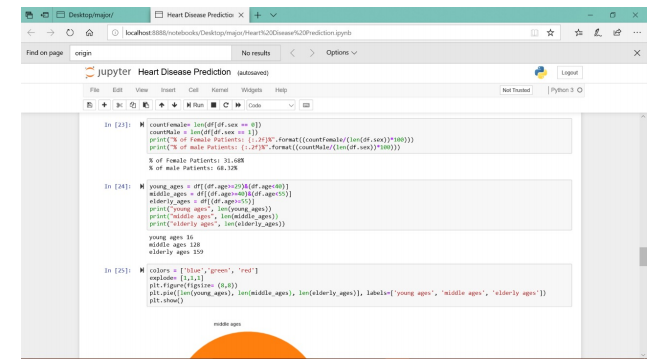 Desktop/major/
Heart Disease Prediction
localhost:8888/notebooks/Desktop/major/Heart%20Disease%20Prediction.ipynb
Find on page
origin
No results
Options
jupyter Heart Disease Prediction (autosaved)
Logout
File Edit View Insert Cell Kernel Widgets Help
Not Trusted
Python 3
Run
Code
In [23]:
countFemale= len(df[df.sex == 0])
countMale = len(df[df.sex == 1])
print("% of Female Patients: {:.2f}%".format((countFemale/(len(df.sex))*100)))
print("% of male Patients: {:.2f}%".format((countMale/(len(df.sex))*100)))
% of Female Patients: 31.68%
% of male Patients: 68.32%
In [24]:
young_ages = df[(df.age>=29)&(df.age<40)]
middle_ages = df[(df.age>=40)&(df.age<55)]
elderly_ages = df[(df.age>=55)]
print("young ages", len(young_ages))
print("middle ages", len(middle_ages))
print("elderly ages", len(elderly_ages))
young ages 16
middle ages 128
elderly ages 159
In [25]:
colors = ['blue','green', 'red']
explode= [1,1,1]
plt.figure(figsize= (8,8))
plt.pie([len(young_ages), len(middle_ages), len(elderly_ages)], labels=['young ages', 'middle ages', 'elderly ages'])
plt.show()
middle ages